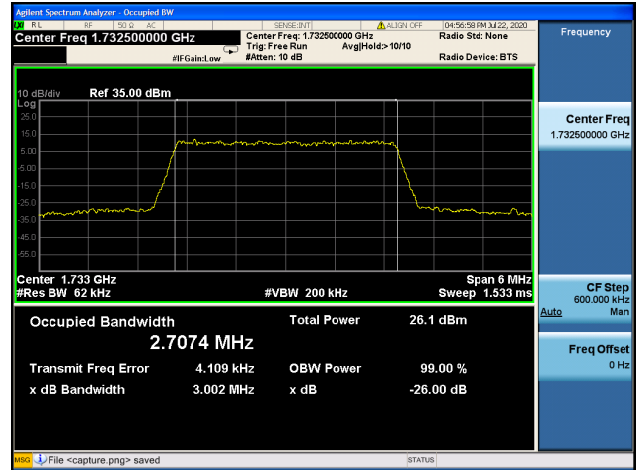 Agilent Spectrum Analyzer - Occupied BW
LXI RL RF 50 Ω AC SENSE:INT ALIGN OFF 04:56:58 PM Jul 22, 2020
Center Freq 1.732500000 GHz
Center Freq: 1.732500000 GHz
Radio Std: None
Trig: Free Run Avg|Hold:>10/10
#IFGain:Low
#Atten: 10 dB
Radio Device: BTS
10 dB/div Ref 35.00 dBm
Log
25.0
15.0
5.00
-5.00
-15.0
-25.0
-35.0
-45.0
-55.0
Center 1.733 GHz Span 6 MHz
#Res BW 62 kHz #VBW 200 kHz Sweep 1.533 ms
Occupied Bandwidth Total Power 26.1 dBm
2.7074 MHz
Transmit Freq Error 4.109 kHz OBW Power 99.00 %
x dB Bandwidth 3.002 MHz x dB -26.00 dB
MSG File <capture.png> saved STATUS
Frequency
Center Freq
1.732500000 GHz
CF Step
600.000 kHz
Auto Man
Freq Offset
0 Hz